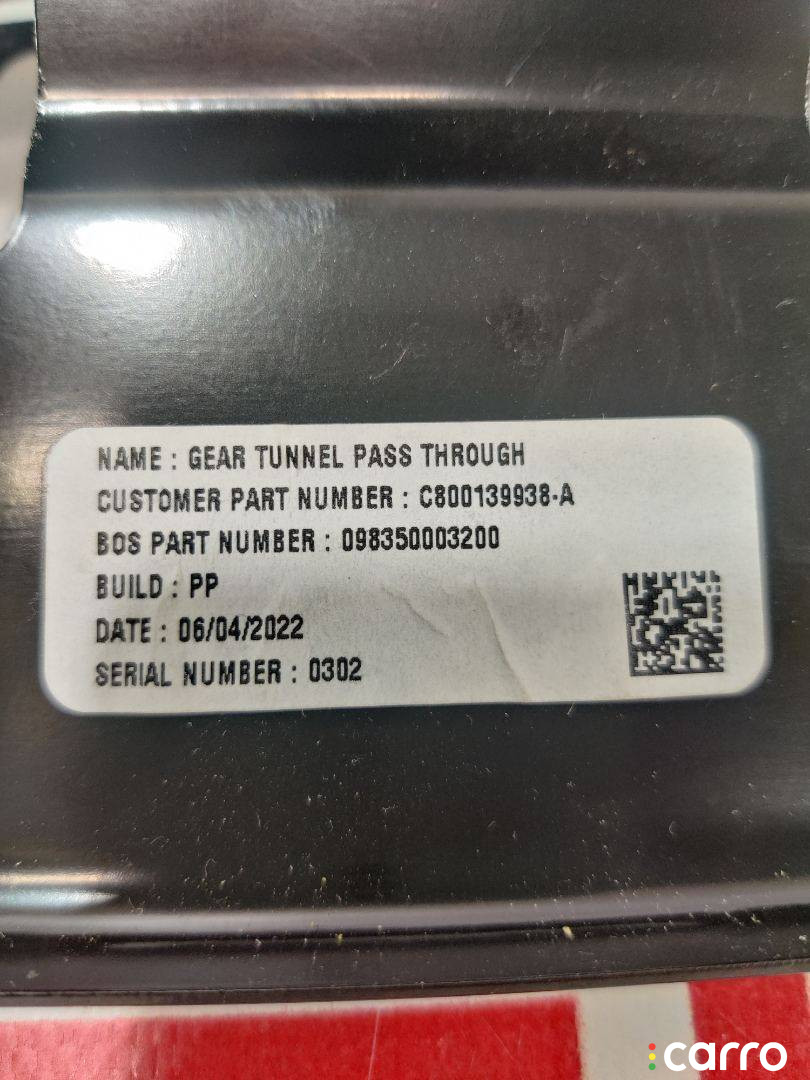 NAME : GEAR TUNNEL PASS THROUGH
CUSTOMER PART NUMBER : C800139938-A
BOS PART NUMBER : 098350003200
BUILD : PP
DATE : 06/04/2022
SERIAL NUMBER : 0302
carro